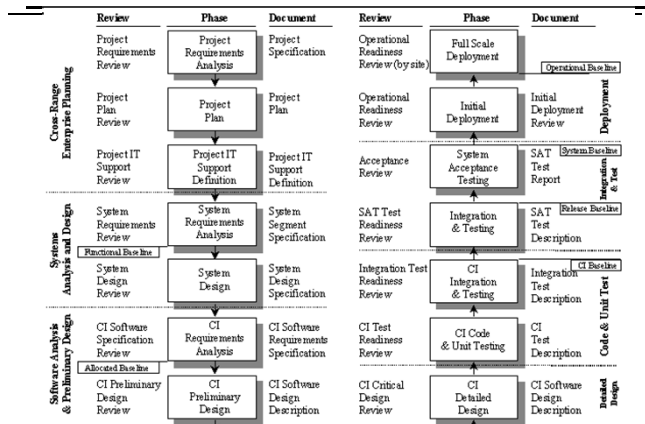 Review Phase Document
Project Requirements Review
Project Requirements Analysis
Project Specification
Project Plan Review
Project Plan
Project Plan
Project IT Support Review
Project IT Support Definition
Project IT Support Definition
Cross-Range Enterprise Planning
System Requirements Review
System Requirements Analysis
System Segment Specification
Functional Baseline
System Design Review
System Design
System Design Specification
Systems Analysis and Design
CI Software Specification Review
CI Requirements Analysis
CI Software Requirements Specification
Allocated Baseline
CI Preliminary Design Review
CI Preliminary Design
CI Software Design Description
Software Analysis & Preliminary Design
Review Phase Document
Operational Readiness Review (by site)
Full Scale Deployment
Operational Baseline
Operational Readiness Review
Initial Deployment
Initial Deployment Review
Deployment
Acceptance Review
System Acceptance Testing
SAT Test Report
System Baseline
Integration & Test
SAT Test Readiness Review
Integration & Testing
SAT Test Description
Release Baseline
Integration Test Readiness Review
CI Integration & Testing
Integration Test Description
CI Baseline
CI Test Readiness Review
CI Code & Unit Testing
CI Test Description
Code & Unit Test
CI Critical Design Review
CI Detailed Design
CI Software Design Description
Detailed Design